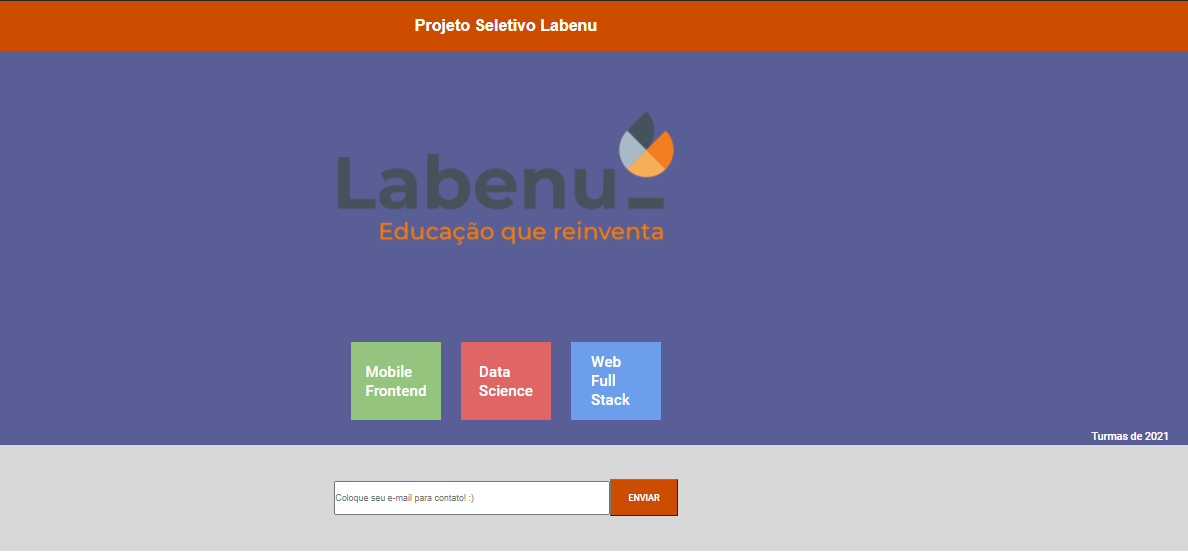 Projeto Seletivo Labenu
Labenu_
Educação que reinventa
Mobile
Frontend
Data
Science
Web
Full
Stack
Turmas de 2021
Coloque seu e-mail para contato! :)
ENVIAR